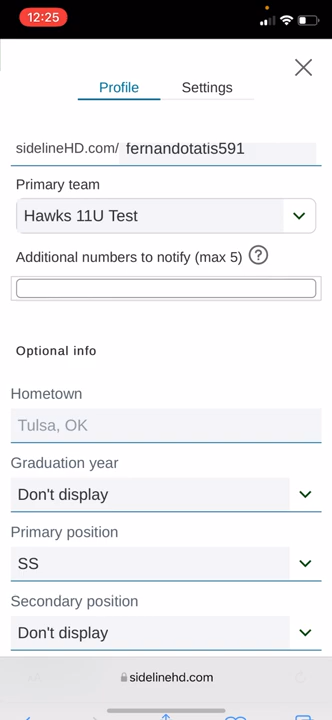 12:25
Profile
Settings
sidelineHD.com/ fernandotatis591
Primary team
Hawks 11U Test
Additional numbers to notify (max 5) ?
Optional info
Hometown
Tulsa, OK
Graduation year
Don't display
Primary position
SS
Secondary position
Don't display
sidelinehd.com